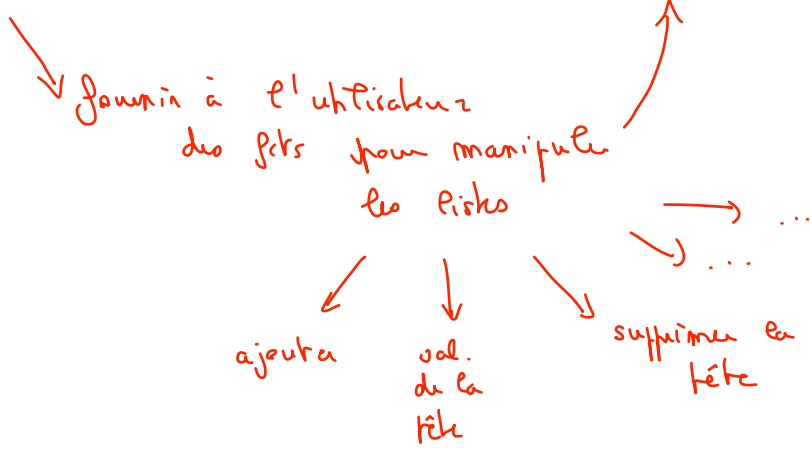 fournir à l'utilisateur
des fcts pour manipuler
les listes
...
...
ajouter
val.
de la
tête
supprimer la
tête